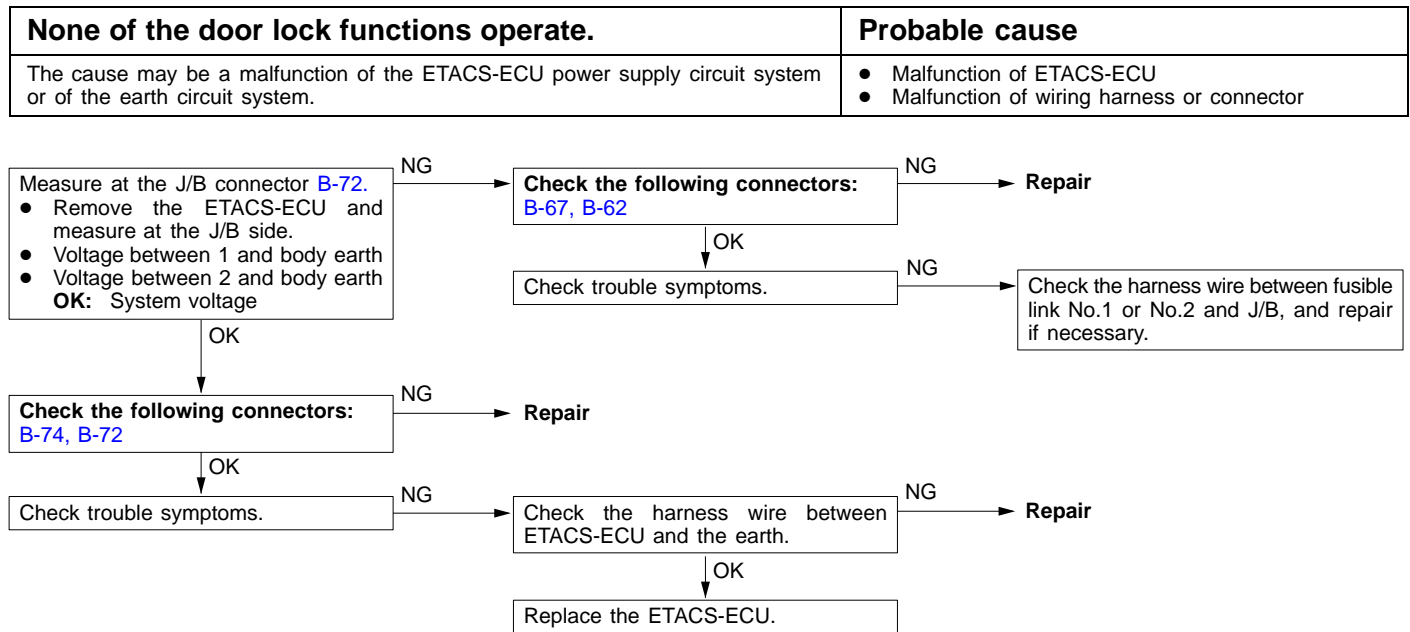 None of the door lock functions operate.
Probable cause
The cause may be a malfunction of the ETACS-ECU power supply circuit system
or of the earth circuit system.
● Malfunction of ETACS-ECU
● Malfunction of wiring harness or connector
Measure at the J/B connector B-72.
● Remove the ETACS-ECU and
measure at the J/B side.
● Voltage between 1 and body earth
● Voltage between 2 and body earth
OK: System voltage
NG
Check the following connectors:
B-67, B-62
NG
Repair
OK
Check trouble symptoms.
NG
Check the harness wire between fusible
link No.1 or No.2 and J/B, and repair
if necessary.
OK
Check the following connectors:
B-74, B-72
NG
Repair
OK
Check trouble symptoms.
NG
Check the harness wire between
ETACS-ECU and the earth.
NG
Repair
OK
Replace the ETACS-ECU.